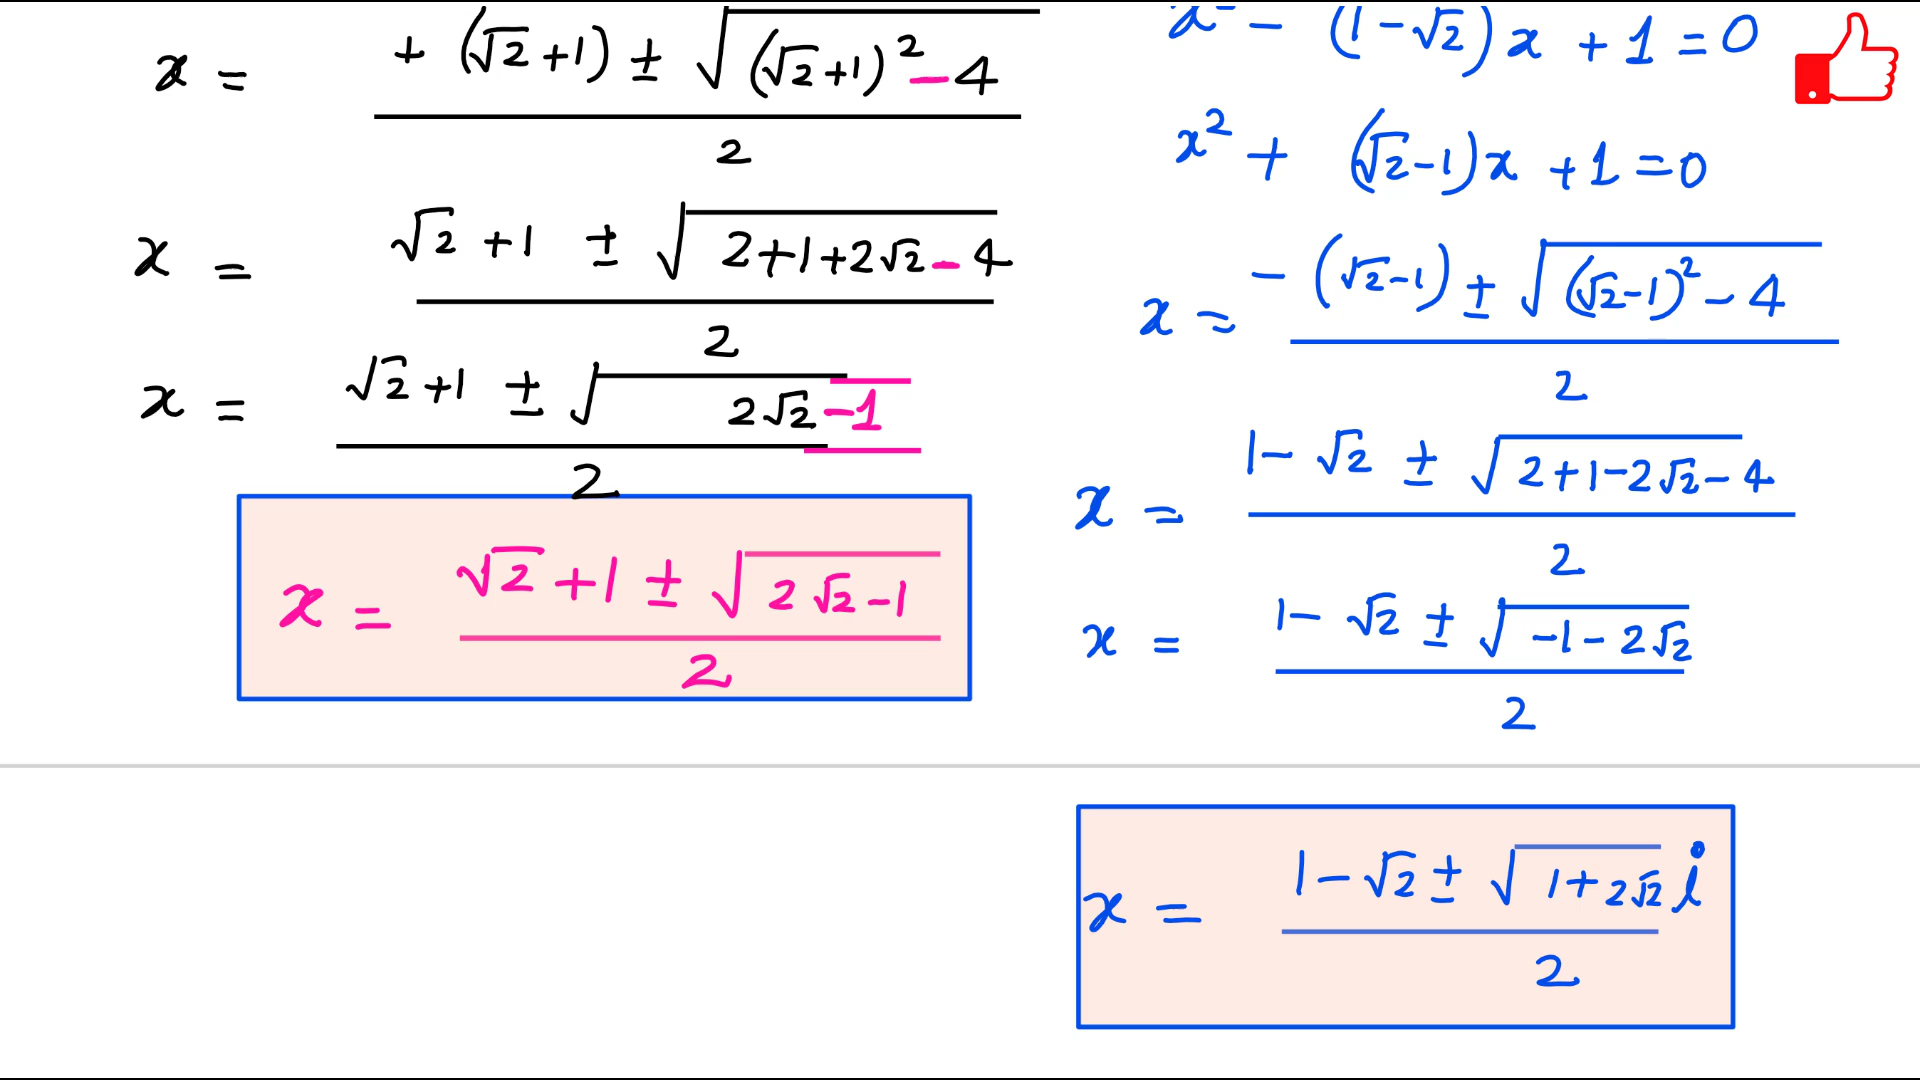 x = (+ (√2 + 1) ± √((√2 + 1)² - 4)) / 2
x = (√2 + 1 ± √(2 + 1 + 2√2 - 4)) / 2
x = (√2 + 1 ± √(2√2 - 1)) / 2
x = (√2 + 1 ± √(2√2 - 1)) / 2
x² - (1 - √2)x + 1 = 0
x² + (√2 - 1)x + 1 = 0
x = (- (√2 - 1) ± √((√2 - 1)² - 4)) / 2
x = (1 - √2 ± √(2 + 1 - 2√2 - 4)) / 2
x = (1 - √2 ± √(-1 - 2√2)) / 2
x = (1 - √2 ± √(1 + 2√2) i) / 2